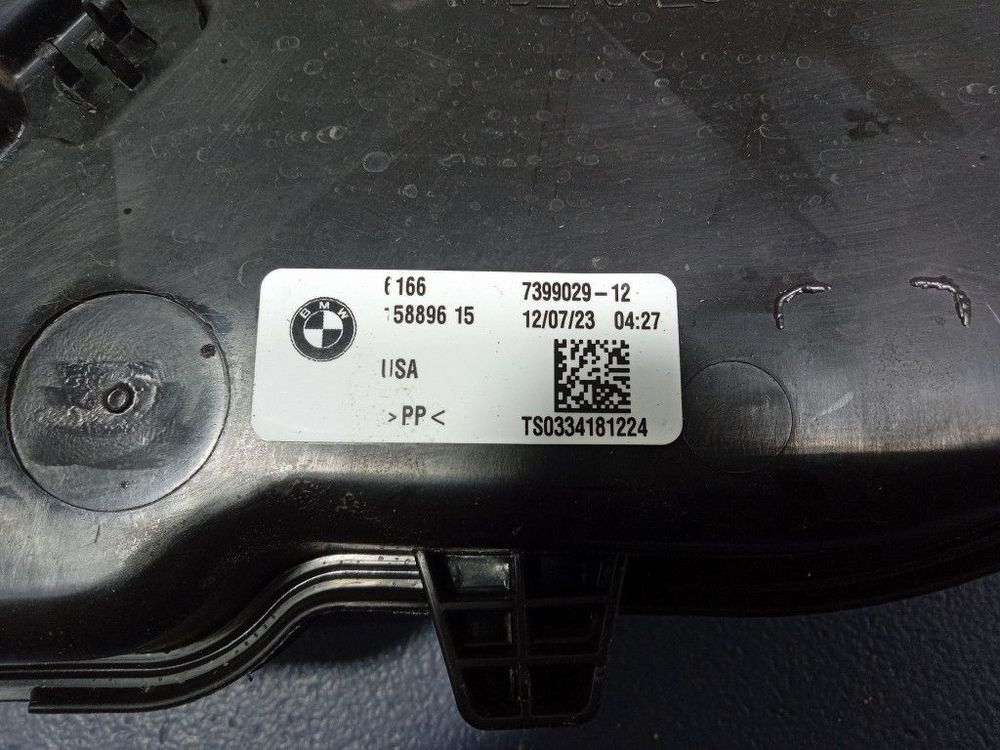 6166 7399029-12
158896 15 12/07/23 04:27
BMW
USA
>PP<
TS0334181224